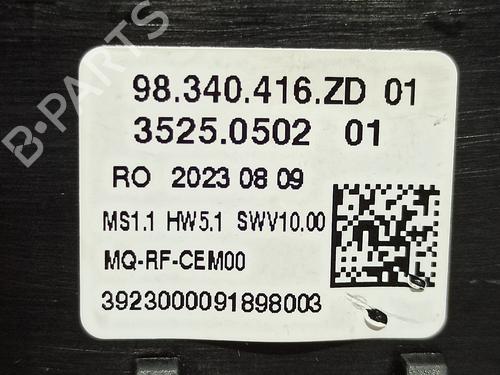 B-PARTS
98.340.416.ZD 01
3525.0502 01
RO 2023 08 09
MS1.1 HW5.1 SWV10.00
MQ-RF-CEM00
3923000091898003